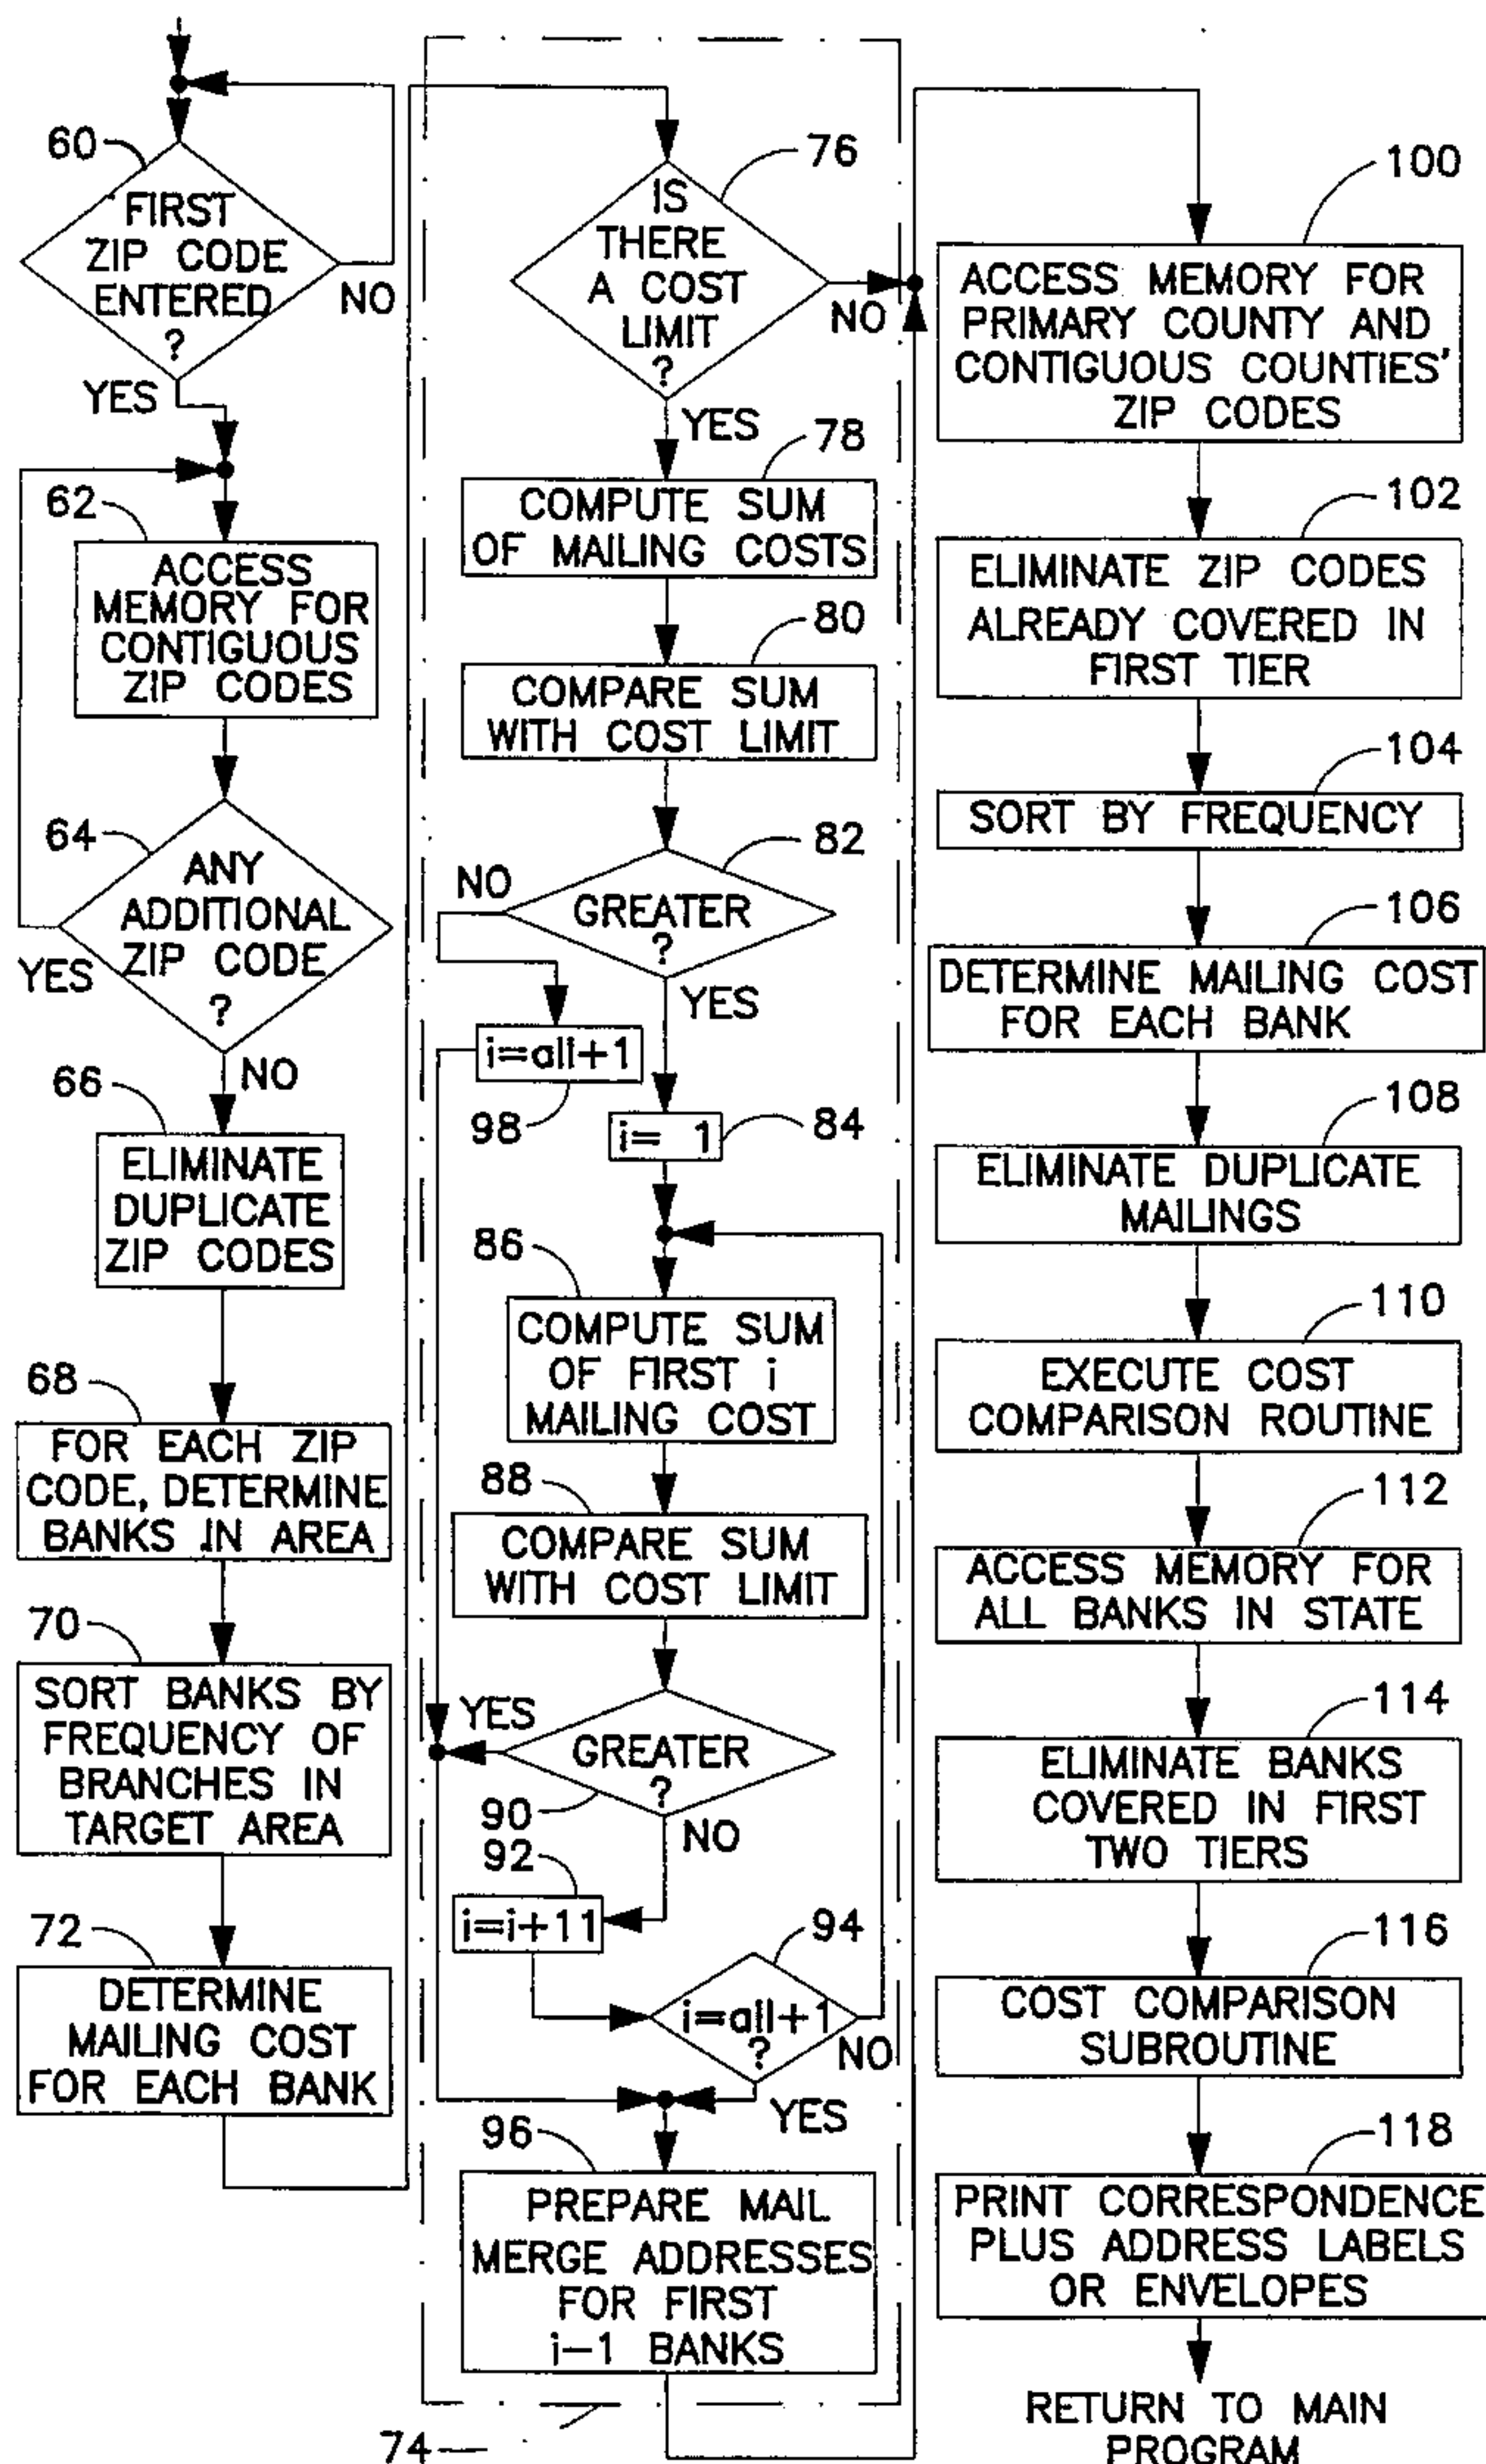 60
FIRST
ZIP CODE
ENTERED
?
NO
YES
62
ACCESS
MEMORY FOR
CONTIGUOUS
ZIP CODES
64
ANY
ADDITIONAL
ZIP CODE
?
YES
NO
66
ELIMINATE
DUPLICATE
ZIP CODES
68
FOR EACH ZIP
CODE, DETERMINE
BANKS IN AREA
70
SORT BANKS BY
FREQUENCY OF
BRANCHES IN
TARGET AREA
72
DETERMINE
MAILING COST
FOR EACH BANK
76
IS
THERE
A COST
LIMIT
?
NO
YES
78
COMPUTE SUM
OF MAILING COSTS
80
COMPARE SUM
WITH COST LIMIT
82
NO
GREATER
?
YES
i=all+1
98
i= 1
84
86
COMPUTE SUM
OF FIRST i
MAILING COST
88
COMPARE SUM
WITH COST LIMIT
YES
GREATER
?
90
NO
92
i=i+11
94
i=all+1
?
NO
YES
96
PREPARE MAIL
MERGE ADDRESSES
FOR FIRST
i-1 BANKS
74
100
ACCESS MEMORY FOR
PRIMARY COUNTY AND
CONTIGUOUS COUNTIES'
ZIP CODES
102
ELIMINATE ZIP CODES
ALREADY COVERED IN
FIRST TIER
104
SORT BY FREQUENCY
106
DETERMINE MAILING COST
FOR EACH BANK
108
ELIMINATE DUPLICATE
MAILINGS
110
EXECUTE COST
COMPARISON ROUTINE
112
ACCESS MEMORY FOR
ALL BANKS IN STATE
114
ELIMINATE BANKS
COVERED IN FIRST
TWO TIERS
116
COST COMPARISON
SUBROUTINE
118
PRINT CORRESPONDENCE
PLUS ADDRESS LABELS
OR ENVELOPES
RETURN TO MAIN
PROGRAM